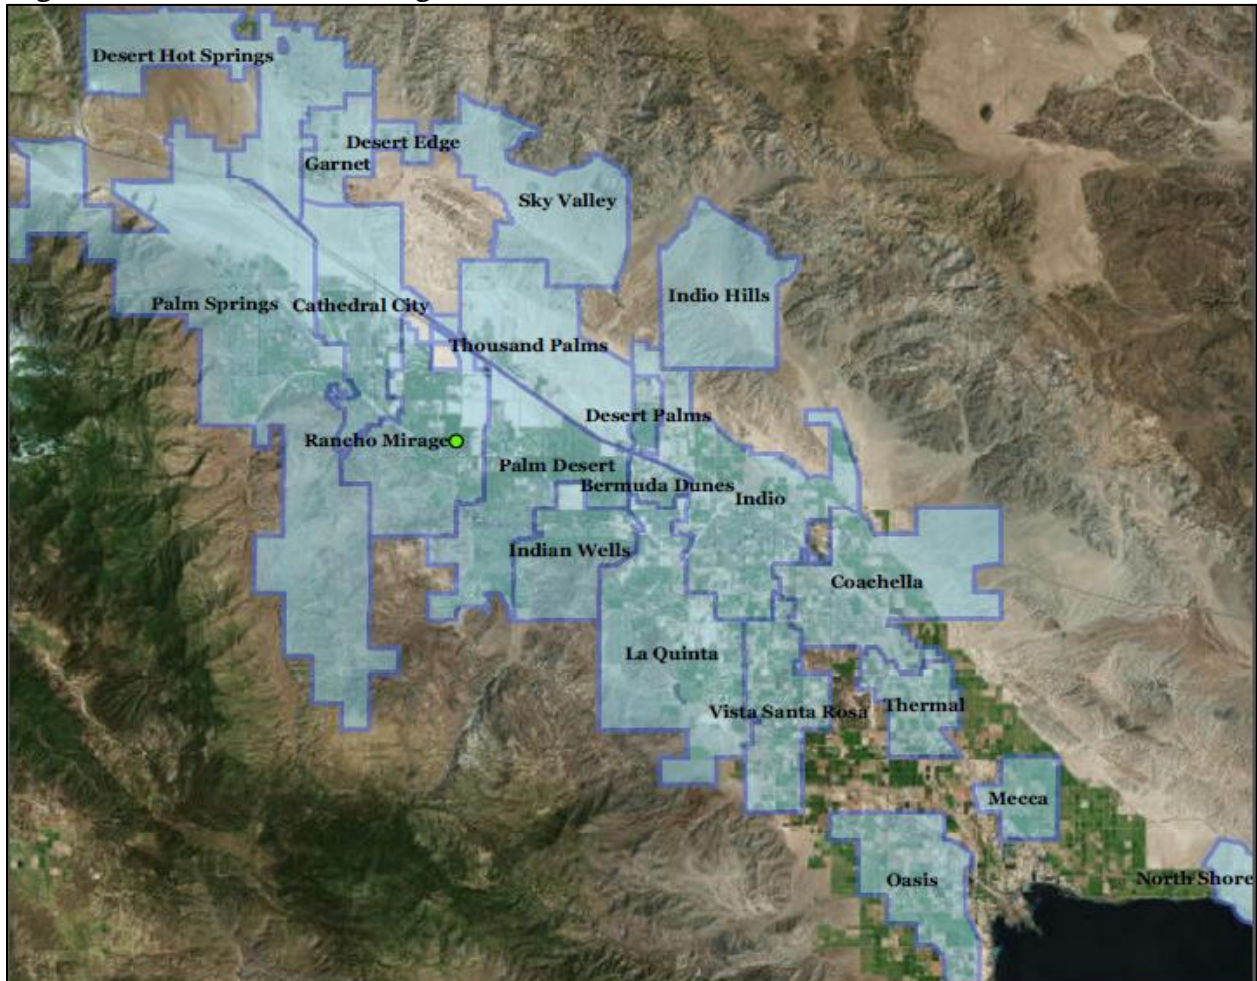 Desert Hot Springs
Desert Edge
Garnet
Sky Valley
Indio Hills
Palm Springs
Cathedral City
Thousand Palms
Desert Palms
Rancho Mirage
Palm Desert
Bermuda Dunes
Indio
Indian Wells
Coachella
La Quinta
Vista Santa Rosa
Thermal
Mecca
Oasis
North Shore